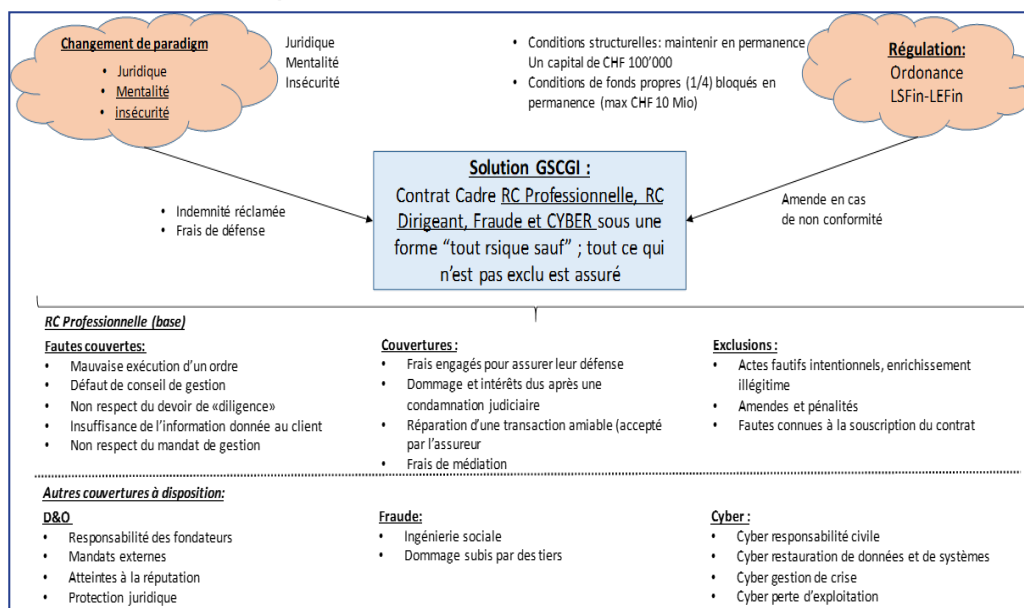 Changement de paradigm
• Juridique
• Mentalité
• insécurité
Juridique
Mentalité
Insécurité
• Conditions structurelles: maintenir en permanence
Un capital de CHF 100’000
• Conditions de fonds propres (1/4) bloqués en
permanence (max CHF 10 Mio)
Régulation:
Ordonance
LSFin-LEFin
• Indemnité réclamée
• Frais de défense
Solution GSCGI :
Contrat Cadre RC Professionnelle, RC
Dirigeant, Fraude et CYBER sous une
forme “tout rsique sauf” ; tout ce qui
n’est pas exclu est assuré
Amende en cas
de non conformité
RC Professionnelle (base)
Fautes couvertes:
• Mauvaise exécution d’un ordre
• Défaut de conseil de gestion
• Non respect du devoir de «diligence»
• Insuffisance de l’information donnée au client
• Non respect du mandat de gestion
Couvertures :
• Frais engagés pour assurer leur défense
• Dommage et intérêts dus après une
condamnation judiciaire
• Réparation d’une transaction amiable (accepté
par l’assureur
• Frais de médiation
Exclusions :
• Actes fautifs intentionnels, enrichissement
illégitime
• Amendes et pénalités
• Fautes connues à la souscription du contrat
Autres couvertures à disposition:
D&O
• Responsabilité des fondateurs
• Mandats externes
• Atteintes à la réputation
• Protection juridique
Fraude:
• Ingénierie sociale
• Dommage subis par des tiers
Cyber :
• Cyber responsabilité civile
• Cyber restauration de données et de systèmes
• Cyber gestion de crise
• Cyber perte d’exploitation